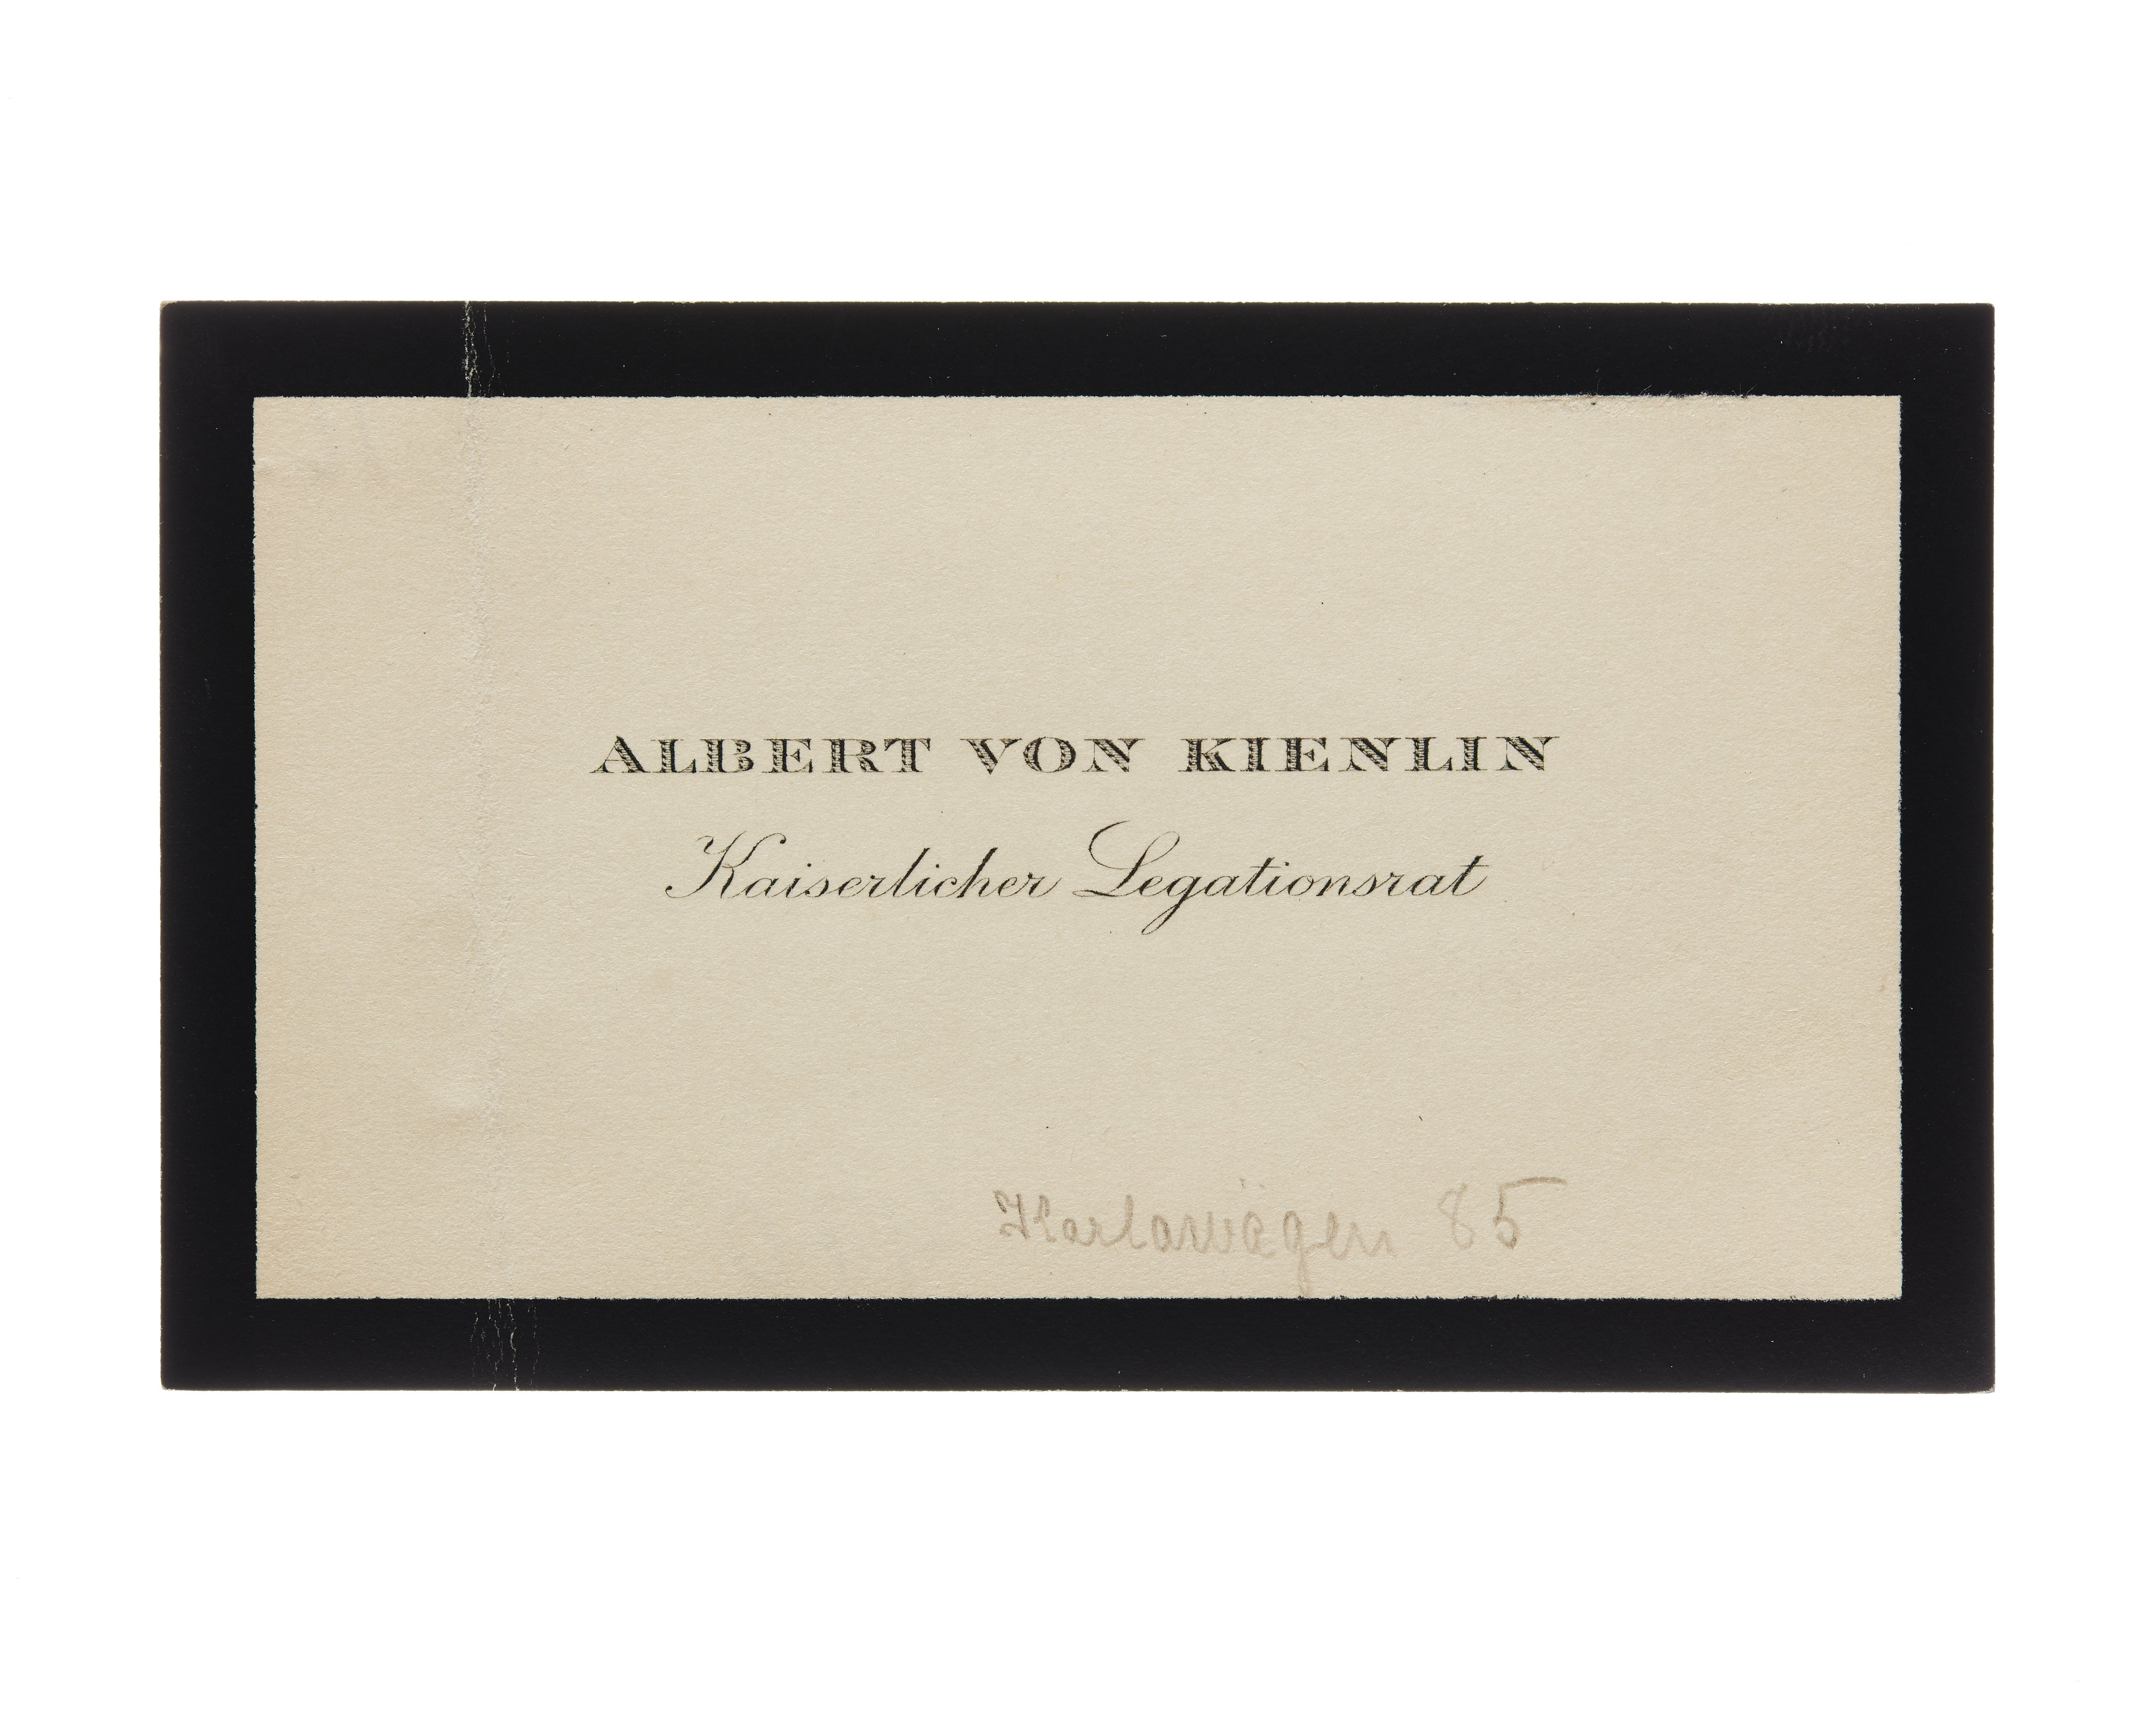 ALBERT VON KIENLIN
Kaiserlicher Legationsrat
Karlavägen 85